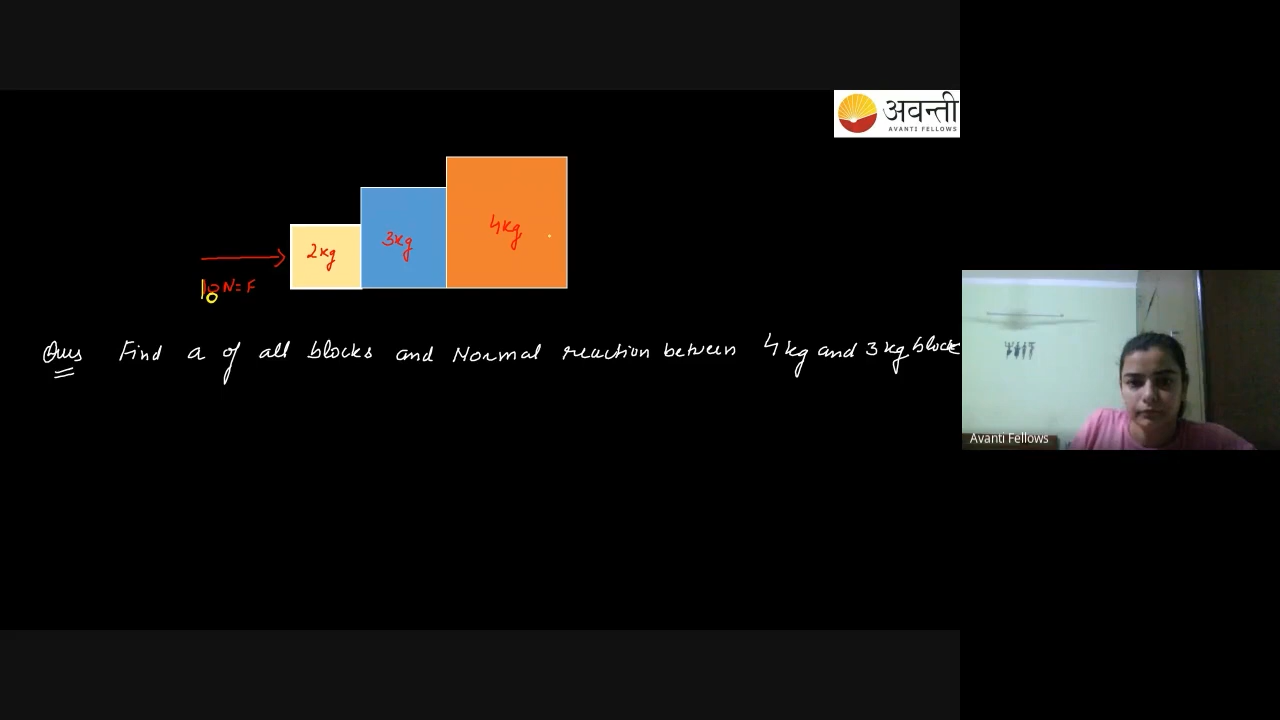 अवन्ती
AVANTI FELLOWS
2kg
3kg
4kg
10N=F
Ques Find a of all blocks and Normal reaction between 4kg and 3kg block
Avanti Fellows